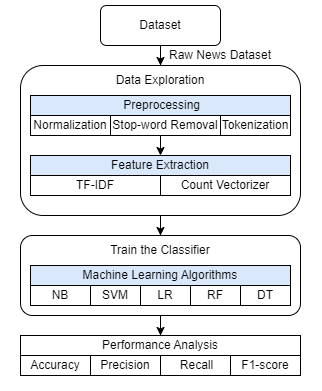 Dataset
Raw News Dataset
Data Exploration
Preprocessing
Normalization Stop-word Removal Tokenization
Feature Extraction
TF-IDF Count Vectorizer
Train the Classifier
Machine Learning Algorithms
NB SVM LR RF DT
Performance Analysis
Accuracy Precision Recall F1-score